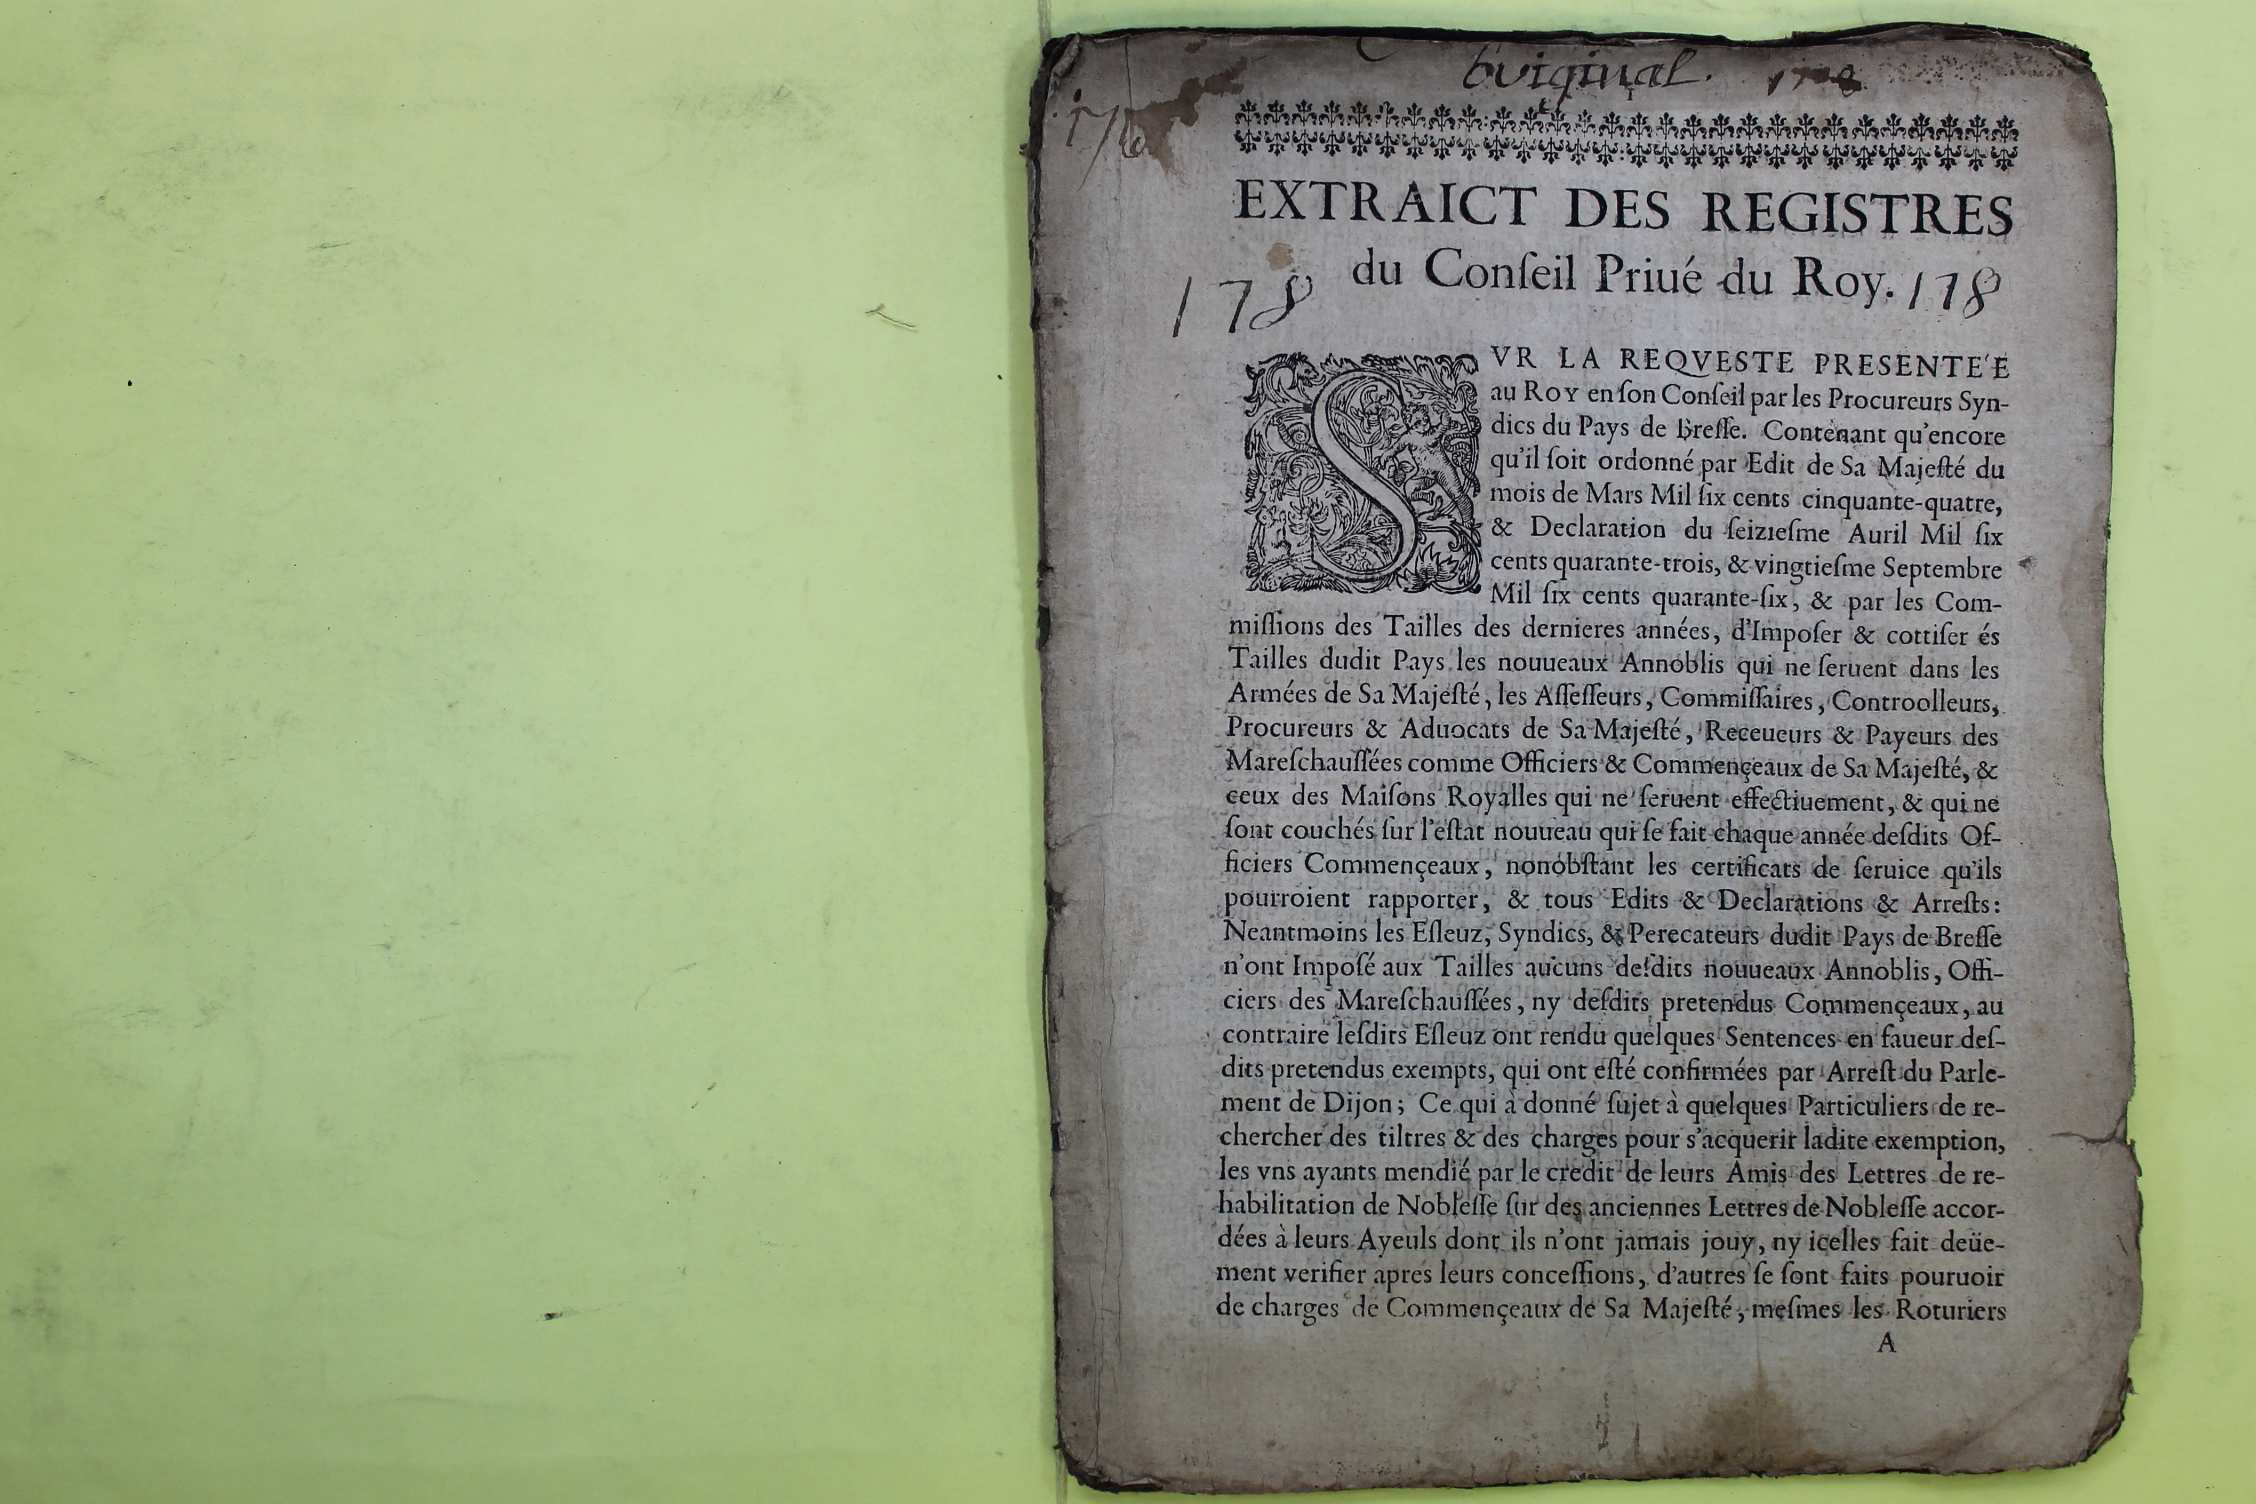 original. 1708
176
EXTRAICT DES REGISTRES
du Conſeil Priué du Roy.
178 178
SVR LA REQVESTE PRESENTE'E
au ROY en ſon Conſeil par les Procureurs Syn-
dics du Pays de Breſſe. Contenant qu'encore
qu'il ſoit ordonné par Edit de Sa Majeſté du
mois de Mars Mil ſix cents cinquante-quatre,
& Declaration du ſeizieſme Auril Mil ſix
cents quarante-trois, & vingtieſme Septembre
Mil ſix cents quarante-ſix, & par les Com-
miſſions des Tailles des dernieres années, d'Impoſer & cottiſer és
Tailles dudit Pays les nouueaux Annoblis qui ne ſeruent dans les
Armées de Sa Majeſté, les Aſſeſſeurs, Commiſſaires, Controolleurs,
Procureurs & Aduocats de Sa Majeſté, Receueurs & Payeurs des
Mareſchauſſées comme Officiers & Commençeaux de Sa Majeſté, &
ceux des Maiſons Royalles qui ne ſeruent effectiuement, & qui ne
ſont couchés ſur l'eſtat nouueau qui ſe fait chaque année deſdits Of-
ficiers Commençeaux, nonobſtant les certificats de ſeruice qu'ils
pourroient rapporter, & tous Edits & Declarations & Arreſts:
Neantmoins les Eſleuz, Syndics, & Perecateurs dudit Pays de Breſſe
n'ont Impoſé aux Tailles aucuns deſdits nouueaux Annoblis, Offi-
ciers des Mareſchauſſées, ny deſdits pretendus Commençeaux, au
contraire leſdits Eſleuz ont rendu quelques Sentences en faueur deſ-
dits pretendus exempts, qui ont eſté confirmées par Arreſt du Parle-
ment de Dijon; Ce qui à donné ſujet à quelques Particuliers de re-
chercher des tiltres & des charges pour s'acquerir ladite exemption,
les vns ayants mendié par le credit de leurs Amis des Lettres de re-
habilitation de Nobleſſe ſur des anciennes Lettres de Nobleſſe accor-
dées à leurs Ayeuls dont ils n'ont jamais jouy, ny icelles fait deüe-
ment verifier apres leurs conceſſions, d'autres ſe ſont faits pouruoir
de charges de Commençeaux de Sa Majeſté, meſmes les Roturiers
A